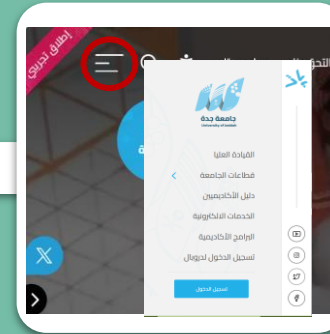 إطلاق تجريبي
جامعة جدة
University of Jeddah
القيادة العليا
قطاعات الجامعة
دليل الأكاديميين
الخدمات الالكترونية
البرامج الأكاديمية
تسجيل الدخول لدروبال
تسجيل الدخول